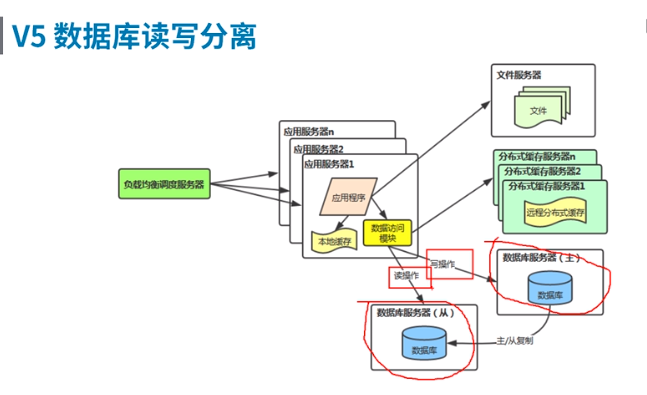 V5 数据库读写分离
文件服务器
文件
应用服务器n
应用服务器2
应用服务器1
应用程序
本地缓存
数据访问
模块
负载均衡调度服务器
分布式缓存服务器n
分布式缓存服务器2
分布式缓存服务器1
远程分布式缓存
写操作
读操作
数据库服务器（主）
数据库
数据库服务器（从）
数据库
主/从复制